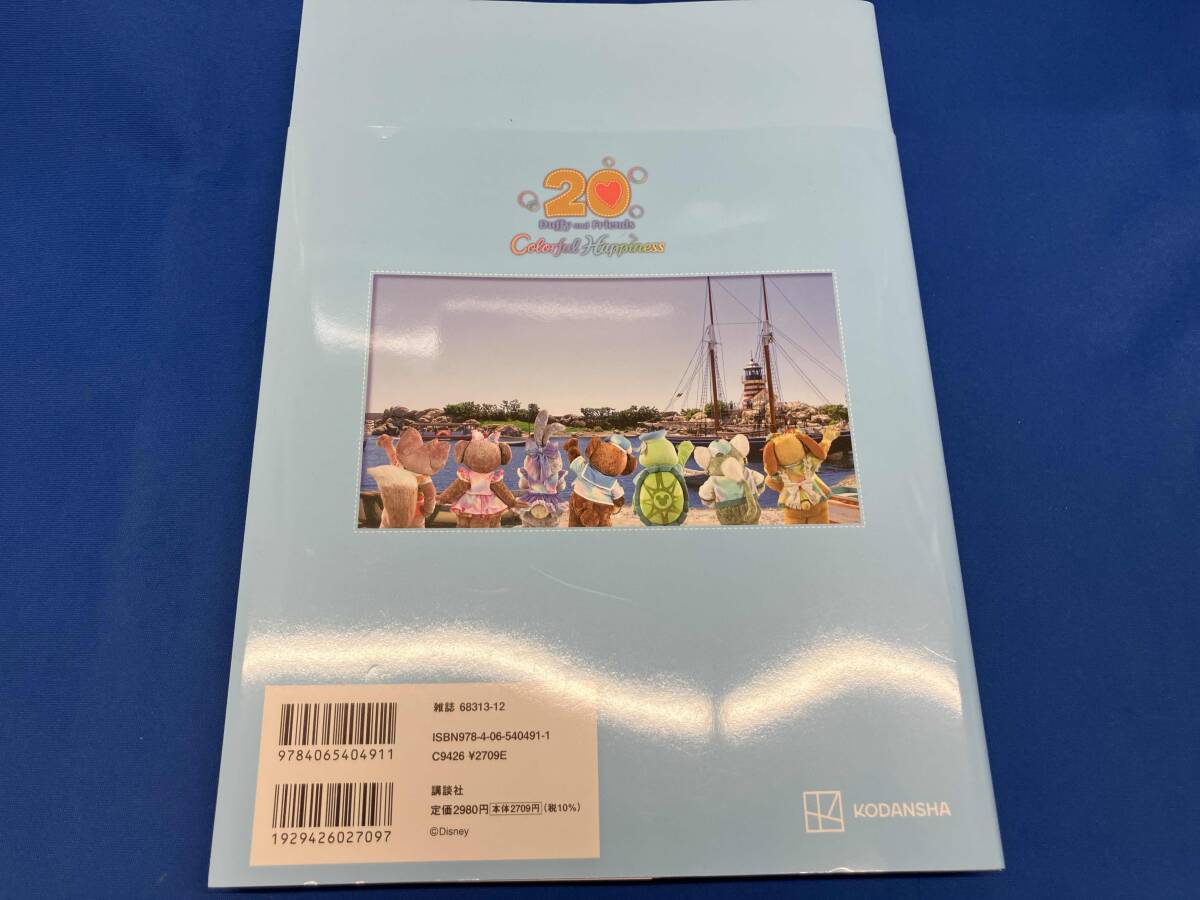 20
Duffy and Friends
Colorful Happiness
雑誌 68313-12
ISBN978-4-06-540491-1
C9426 ¥2709E
9784065404911
講談社
定価2980円 本体2709円 (税10%)
©Disney
1929426027097
KODANSHA